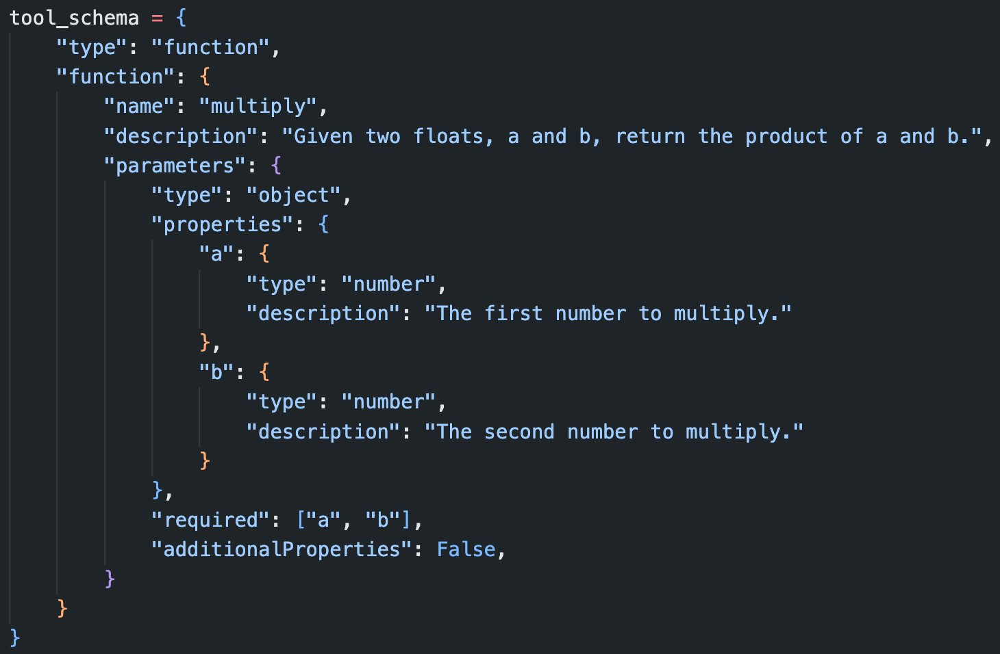 tool_schema = {
    "type": "function",
    "function": {
        "name": "multiply",
        "description": "Given two floats, a and b, return the product of a and b.",
        "parameters": {
            "type": "object",
            "properties": {
                "a": {
                    "type": "number",
                    "description": "The first number to multiply."
                },
                "b": {
                    "type": "number",
                    "description": "The second number to multiply."
                }
            },
            "required": ["a", "b"],
            "additionalProperties": False,
        }
    }
}